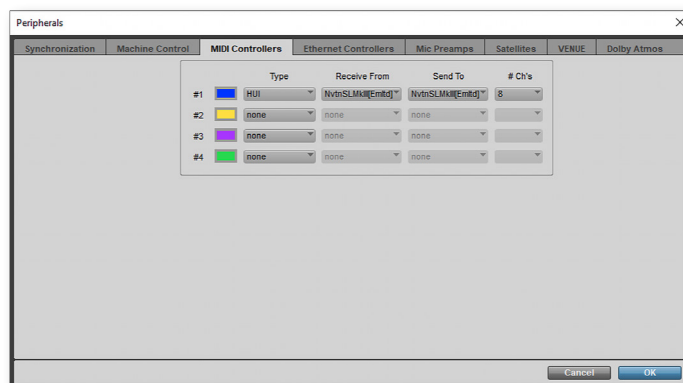 Peripherals
Synchronization Machine Control MIDI Controllers Ethernet Controllers Mic Preamps Satellites VENUE Dolby Atmos
Type Receive From Send To # Ch's
#1 HUI NvtnSLMkIII[Emltd] NvtnSLMkIII[Emltd] 8
#2 none none none
#3 none none none
#4 none none none
Cancel OK